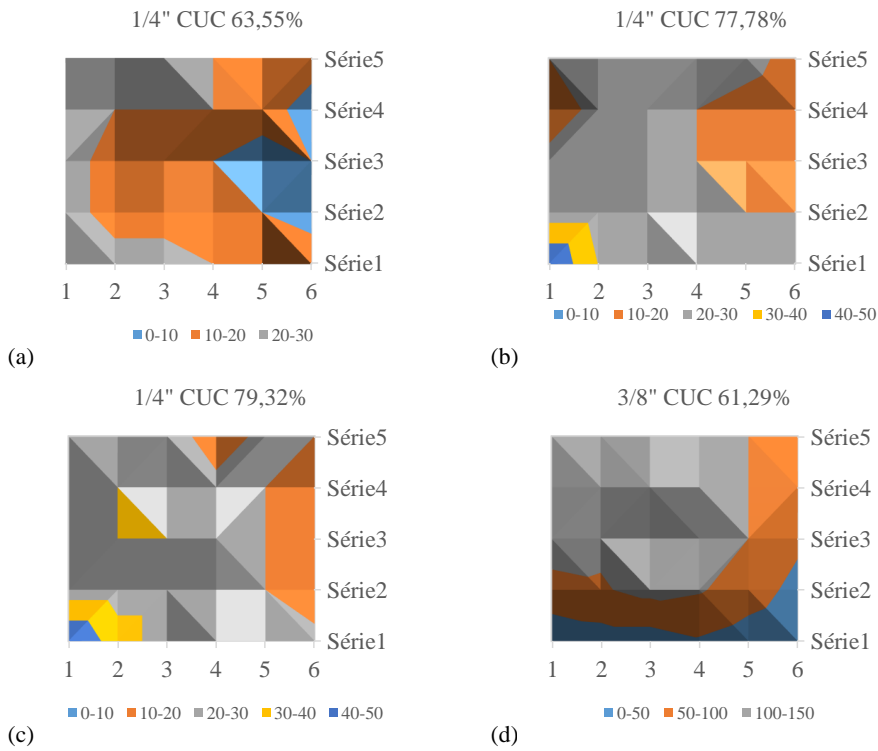 1/4" CUC 63,55%
Série5
Série4
Série3
Série2
Série1
1 2 3 4 5 6
0-10 10-20 20-30
(a)
1/4" CUC 77,78%
Série5
Série4
Série3
Série2
Série1
1 2 3 4 5 6
0-10 10-20 20-30 30-40 40-50
(b)
1/4" CUC 79,32%
Série5
Série4
Série3
Série2
Série1
1 2 3 4 5 6
0-10 10-20 20-30 30-40 40-50
(c)
3/8" CUC 61,29%
Série5
Série4
Série3
Série2
Série1
1 2 3 4 5 6
0-50 50-100 100-150
(d)